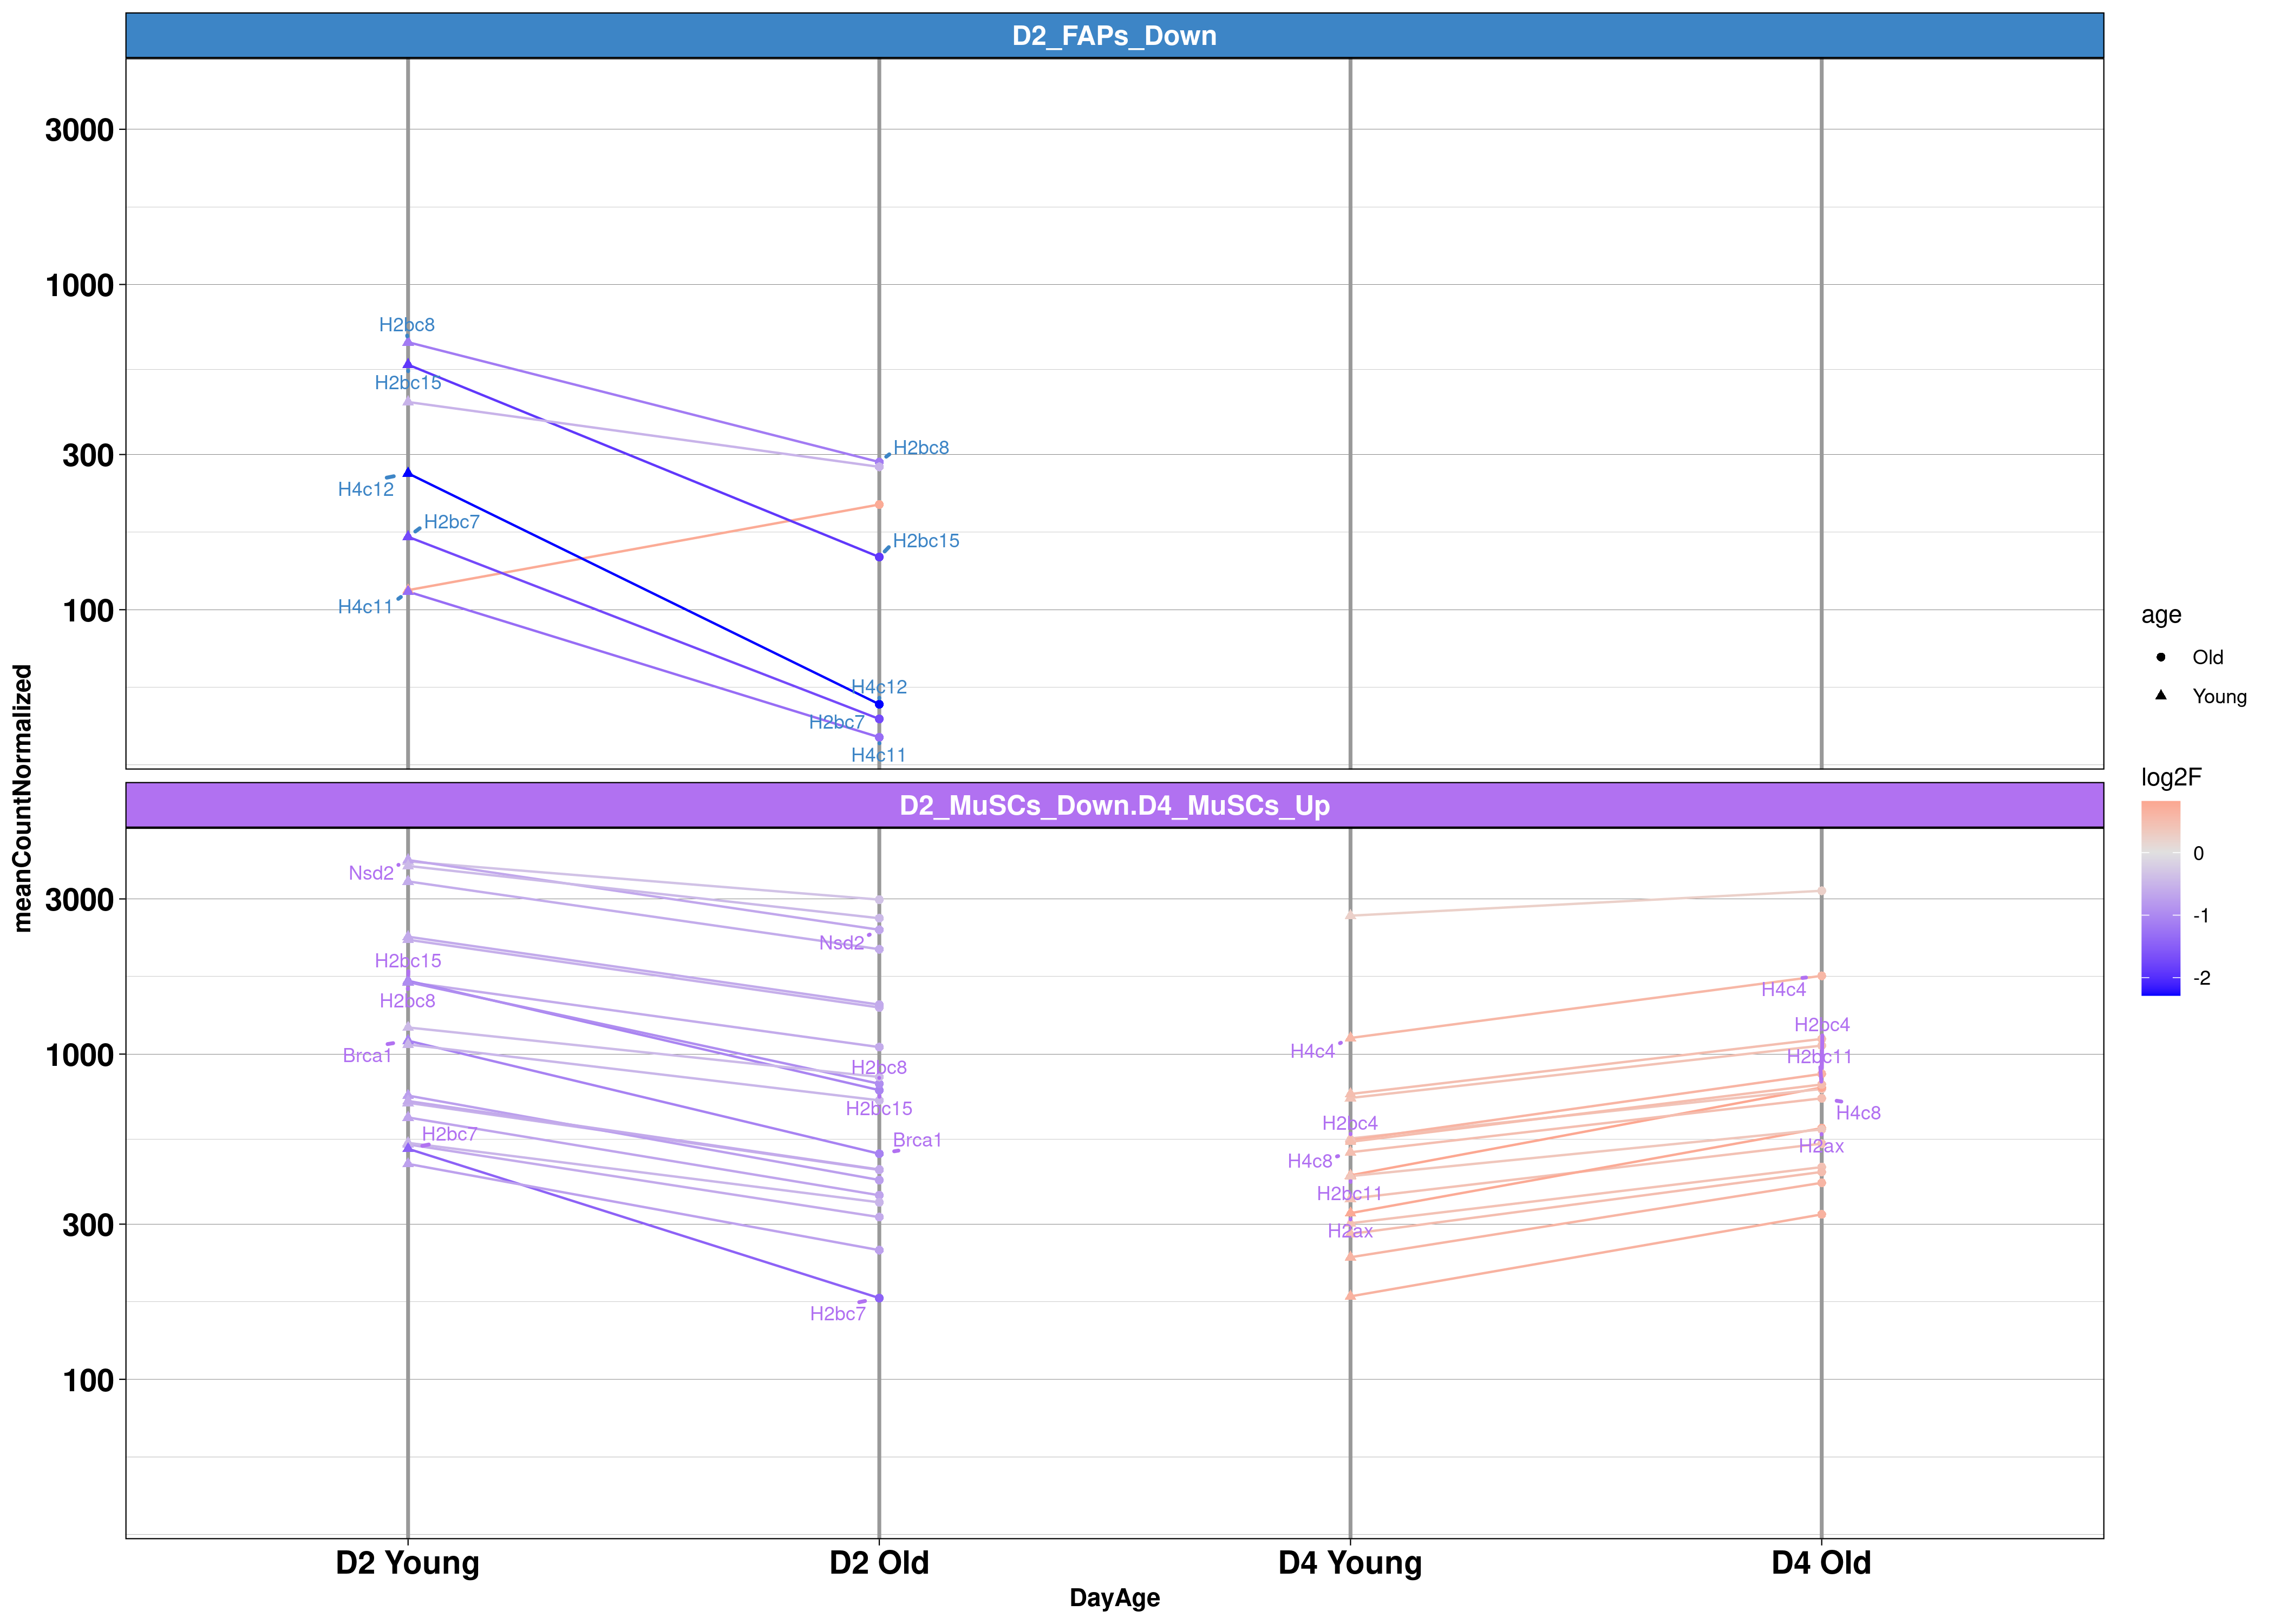 D2_FAPs_Down
3000
1000
300
100
H2bc8
H2bc15
H4c12
H2bc7
H4c11
H2bc8
H2bc15
H4c12
H2bc7
H4c11
meanCountNormalized
D2_MuSCs_Down.D4_MuSCs_Up
3000
1000
300
100
Nsd2
H2bc15
H2bc8
Brca1
H2bc7
Nsd2
H2bc8
H2bc15
Brca1
H2bc7
H4c4
H2bc4
H4c8
H2bc11
H2ax
H4c4
H2bc4
H2bc11
H4c8
H2ax
D2 Young
D2 Old
D4 Young
D4 Old
DayAge
age
Old
Young
log2F
0
-1
-2